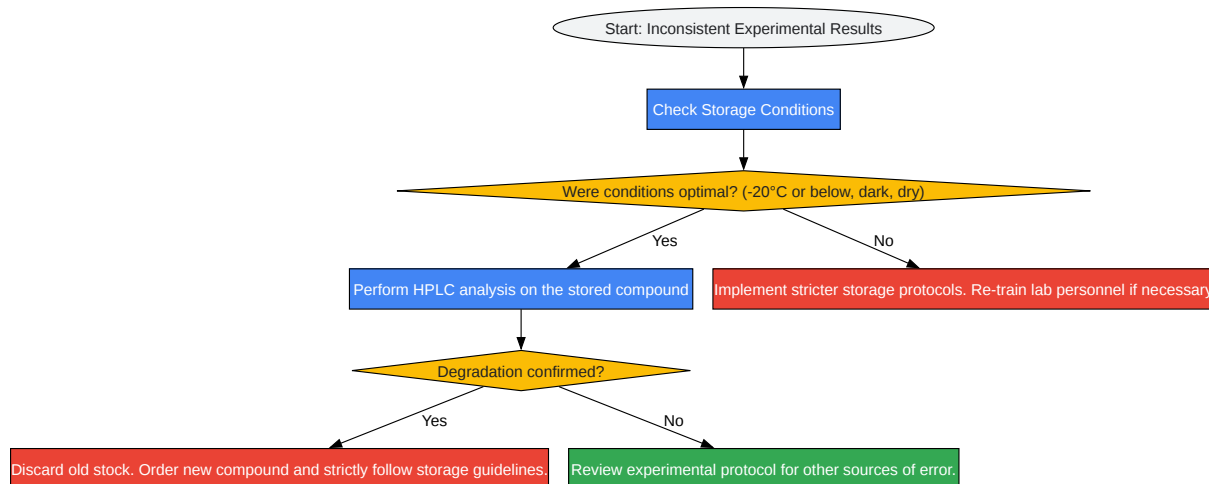 Start: Inconsistent Experimental Results
Check Storage Conditions
Were conditions optimal? (-20°C or below, dark, dry)
Yes
No
Perform HPLC analysis on the stored compound
Implement stricter storage protocols. Re-train lab personnel if necessary
Degradation confirmed?
Yes
No
Discard old stock. Order new compound and strictly follow storage guidelines.
Review experimental protocol for other sources of error.